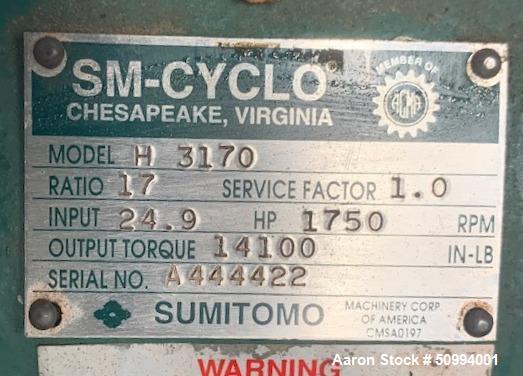 SM-CYCLO®
CHESAPEAKE, VIRGINIA
MEMBER OF
AGMA
MODEL H 3170
RATIO 17 SERVICE FACTOR 1.0
INPUT 24.9 HP 1750 RPM
OUTPUT TORQUE 14100 IN-LB
SERIAL NO. A444422
SUMITOMO MACHINERY CORP.
OF AMERICA
CMSA0197
WARNING
Aaron Stock # 50994001